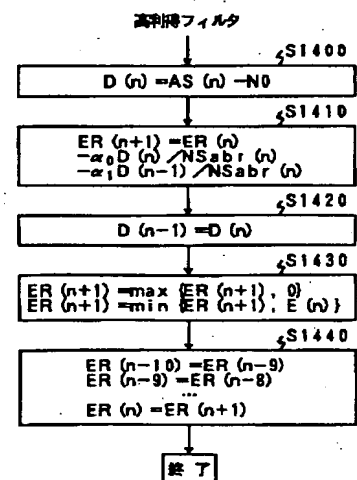 高利得フィルタ
S1400
D(n)=AS(n)-N0
S1410
ER(n+1)=ER(n)
-α₀D(n)/NSabr(n)
-α₁D(n-1)/NSabr(n)
S1420
D(n-1)=D(n)
S1430
ER(n+1)=max{ER(n+1), 0}
ER(n+1)=min{ER(n+1), E(n)}
S1440
ER(n-10)=ER(n-9)
ER(n-9)=ER(n-8)
...
ER(n)=ER(n+1)
終了